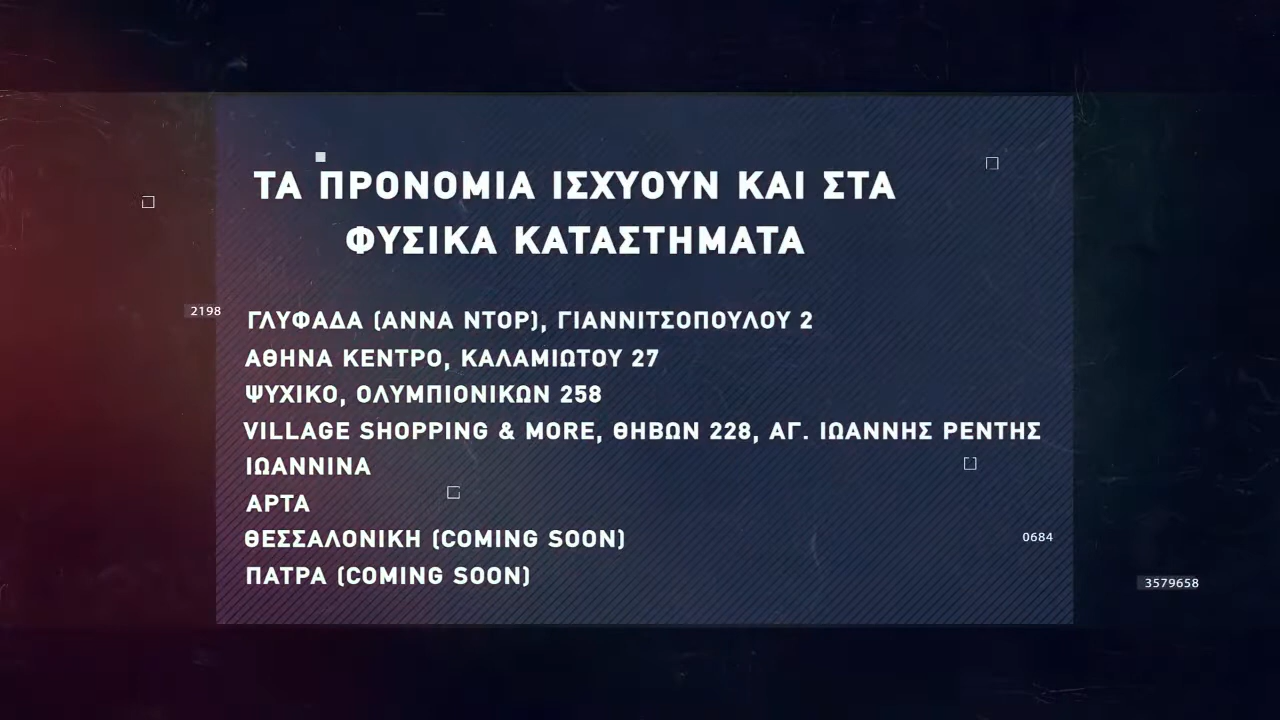 ΤΑ ΠΡΟΝΟΜΙΑ ΙΣΧΥΟΥΝ ΚΑΙ ΣΤΑ
ΦΥΣΙΚΑ ΚΑΤΑΣΤΗΜΑΤΑ
2198
ΓΛΥΦΑΔΑ (ΑΝΝΑ ΝΤΟΡ), ΓΙΑΝΝΙΤΣΟΠΟΥΛΟΥ 2
ΑΘΗΝΑ ΚΕΝΤΡΟ, ΚΑΛΑΜΙΩΤΟΥ 27
ΨΥΧΙΚΟ, ΟΛΥΜΠΙΟΝΙΚΩΝ 258
VILLAGE SHOPPING & MORE, ΘΗΒΩΝ 228, ΑΓ. ΙΩΑΝΝΗΣ ΡΕΝΤΗΣ
ΙΩΑΝΝΙΝΑ
ΑΡΤΑ
ΘΕΣΣΑΛΟΝΙΚΗ (COMING SOON)
0684
ΠΑΤΡΑ (COMING SOON)
3579658